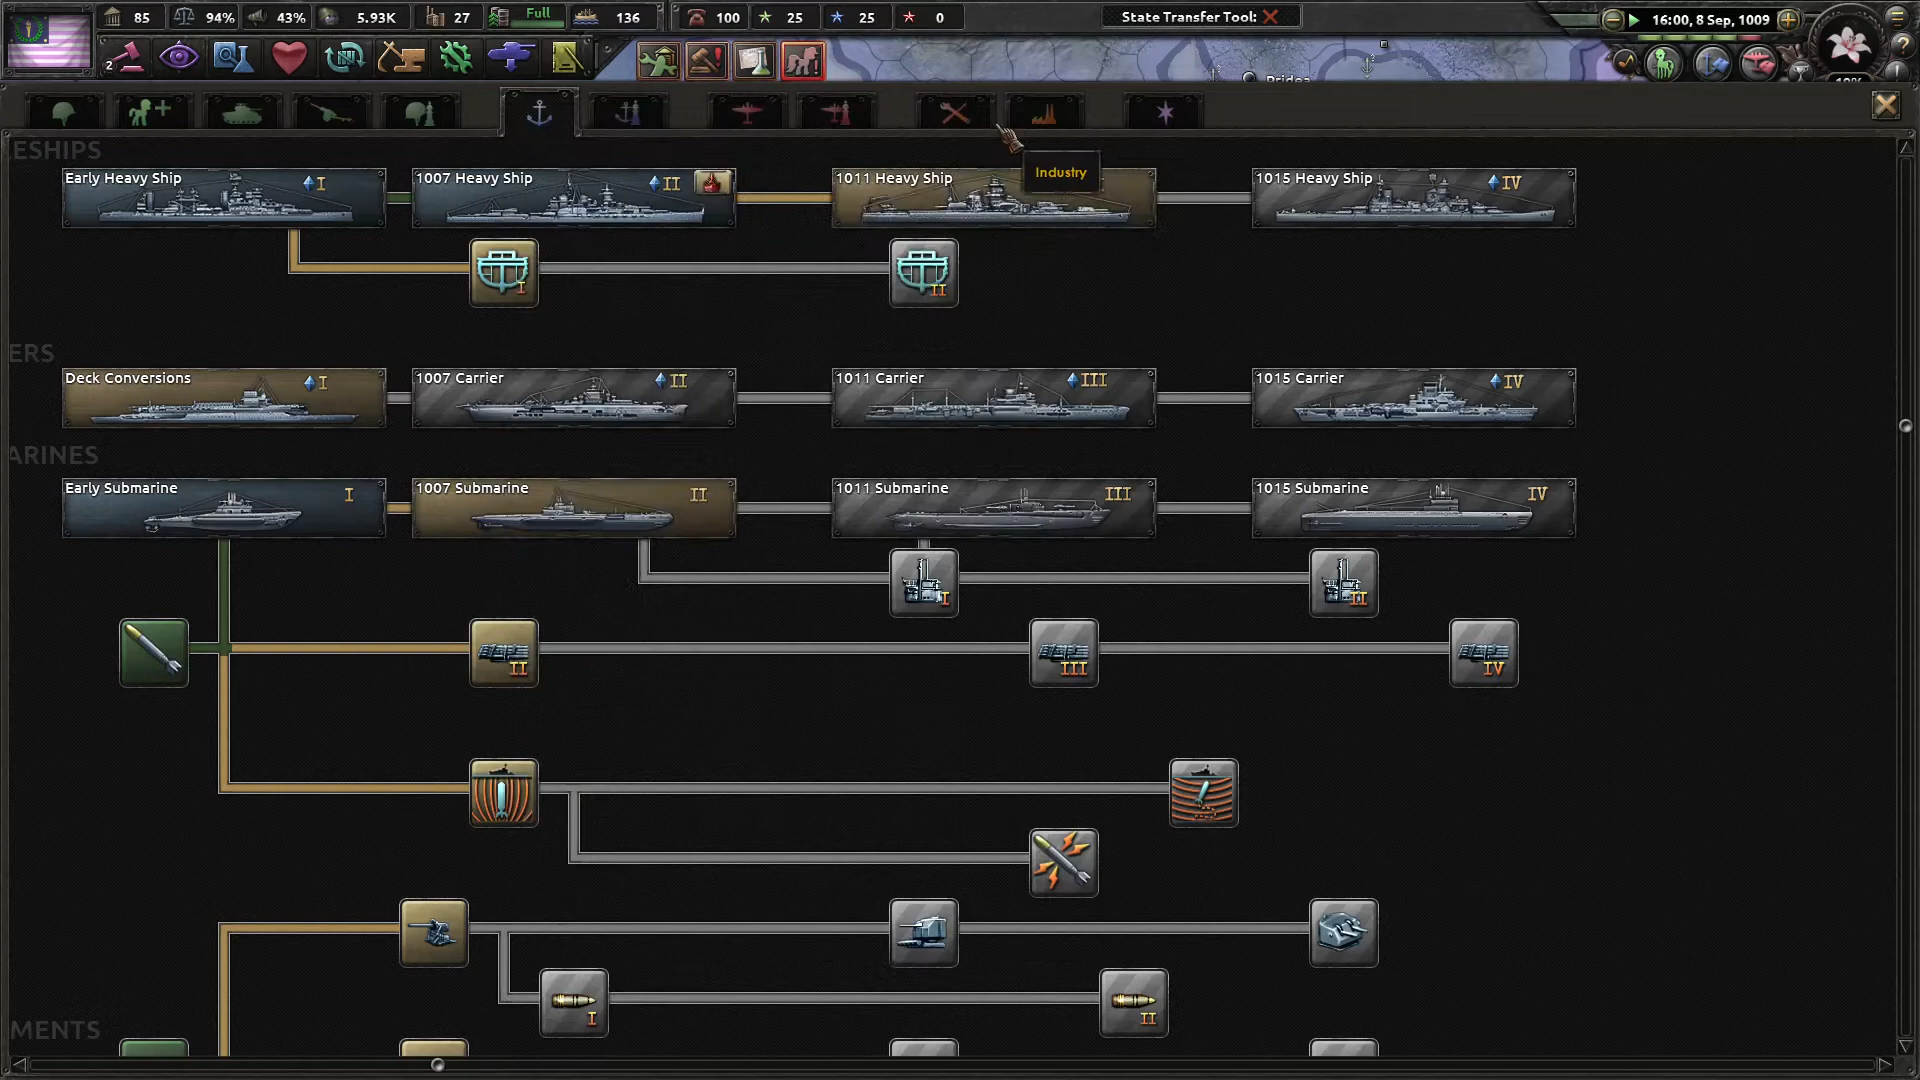 85
94%
43%
5.93K
27
Full
136
100
25
25
0
State Transfer Tool:
16:00, 8 Sep, 1009
2
Pridea
10%
Industry
ESHIPS
Early Heavy Ship
I
1007 Heavy Ship
II
1011 Heavy Ship
1015 Heavy Ship
IV
I
II
ERS
Deck Conversions
I
1007 Carrier
II
1011 Carrier
III
1015 Carrier
IV
ARINES
Early Submarine
I
1007 Submarine
II
1011 Submarine
III
1015 Submarine
IV
I
II
II
III
IV
I
II
MENTS